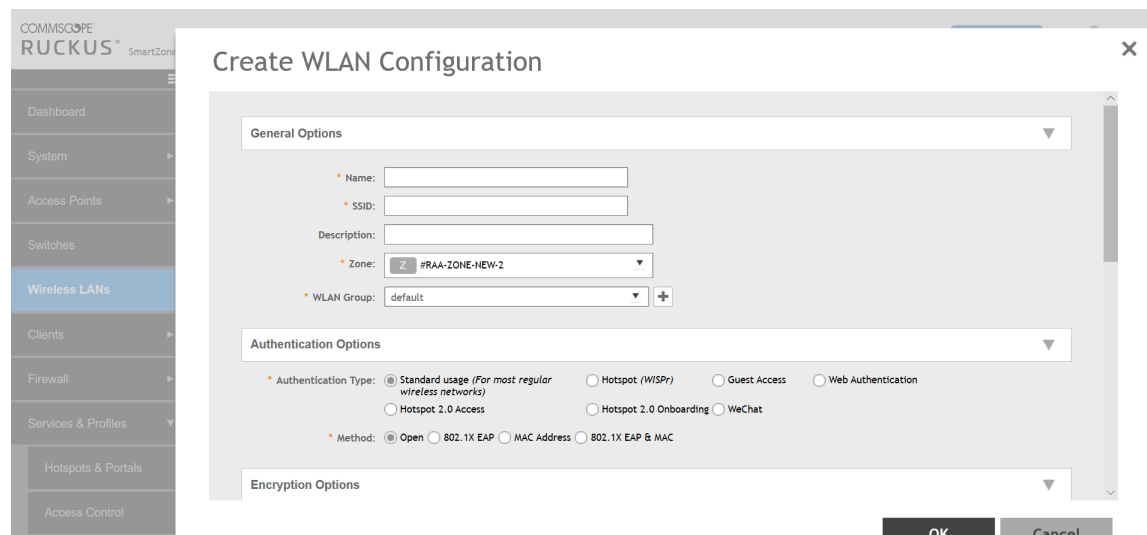 COMMSCOPE
RUCKUS® SmartZone
Create WLAN Configuration
Dashboard
System
Access Points
Switches
Wireless LANs
Clients
Firewall
Services & Profiles
Hotspots & Portals
Access Control
General Options
* Name:
* SSID:
Description:
* Zone: Z #RAA-ZONE-NEW-2
* WLAN Group: default
Authentication Options
* Authentication Type: Standard usage (For most regular Hotspot (WISPr) Guest Access Web Authentication
wireless networks)
Hotspot 2.0 Access Hotspot 2.0 Onboarding WeChat
* Method: Open 802.1X EAP MAC Address 802.1X EAP & MAC
Encryption Options
OK Cancel